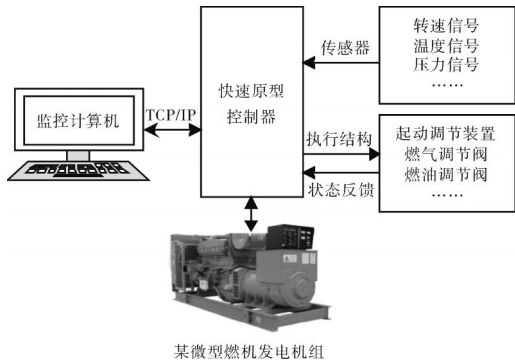 监控计算机
TCP/IP
快速原型
控制器
传感器
转速信号
温度信号
压力信号
……
执行结构
状态反馈
起动调节装置
燃气调节阀
燃油调节阀
……
某微型燃机发电机组